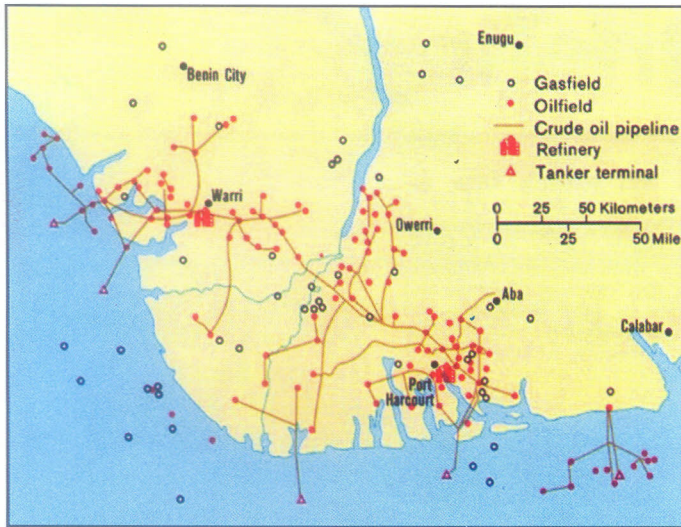 Enugu
Benin City
Gasfield
Oilfield
Crude oil pipeline
Refinery
Tanker terminal
Warri
Owerri
0 25 50 Kilometers
0 25 50 Mile
Aba
Calabar
Port
Harcourt